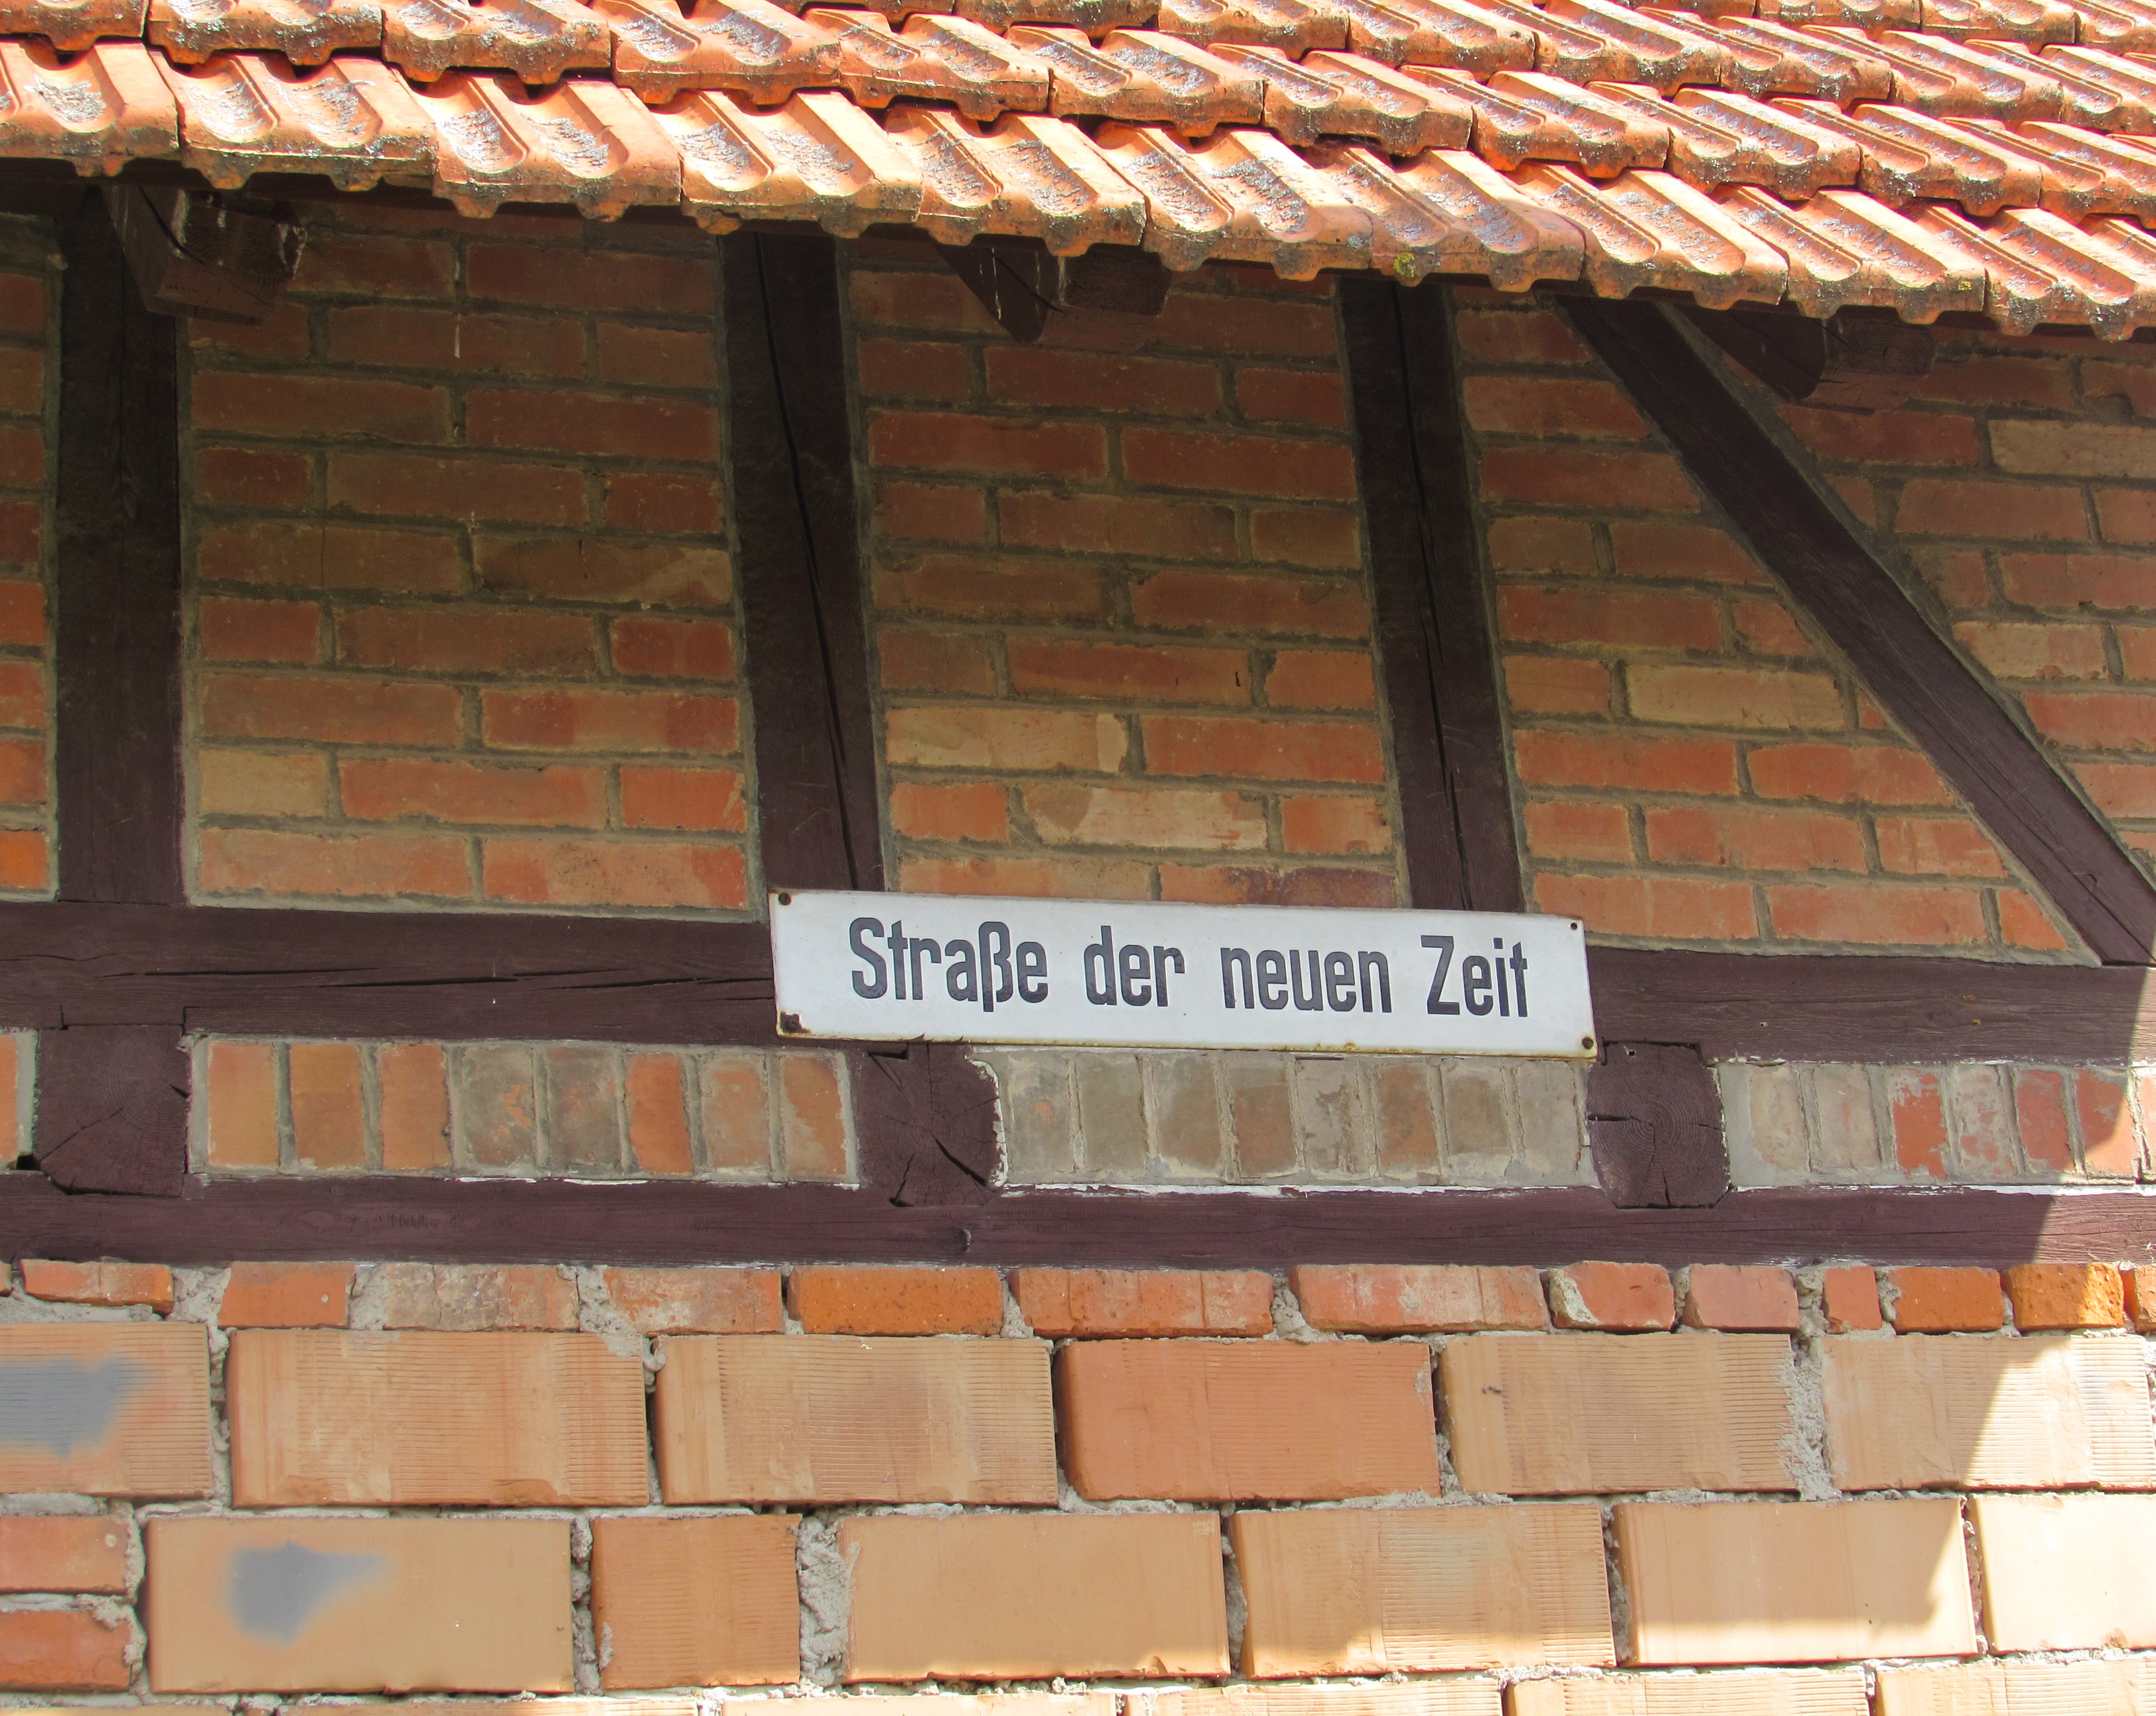 Straße der neuen Zeit